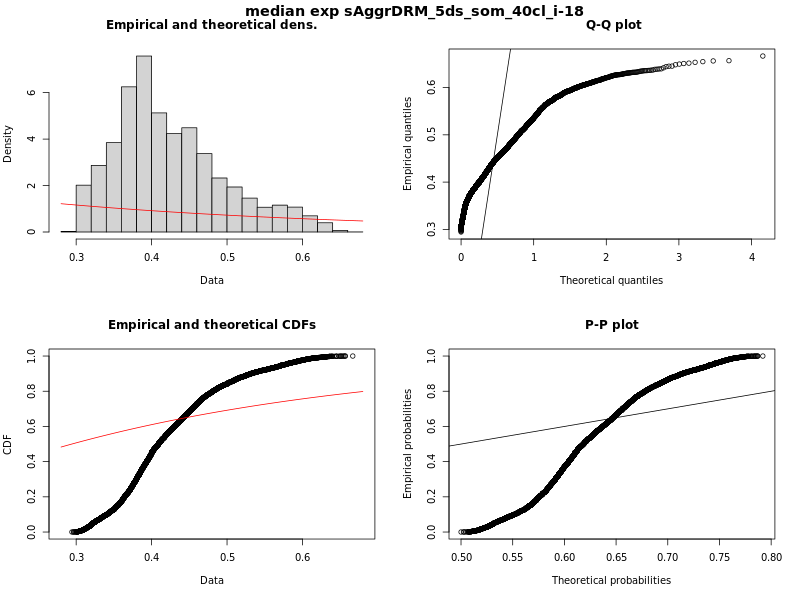 median exp sAggrDRM_5ds_som_40cl_i-18
Empirical and theoretical dens.
Density
0 2 4 6
0.3 0.4 0.5 0.6
Data
Q-Q plot
Empirical quantiles
0.3 0.4 0.5 0.6
0 1 2 3 4
Theoretical quantiles
Empirical and theoretical CDFs
CDF
0.0 0.2 0.4 0.6 0.8 1.0
0.3 0.4 0.5 0.6
Data
P-P plot
Empirical probabilities
0.0 0.2 0.4 0.6 0.8 1.0
0.50 0.55 0.60 0.65 0.70 0.75 0.80
Theoretical probabilities